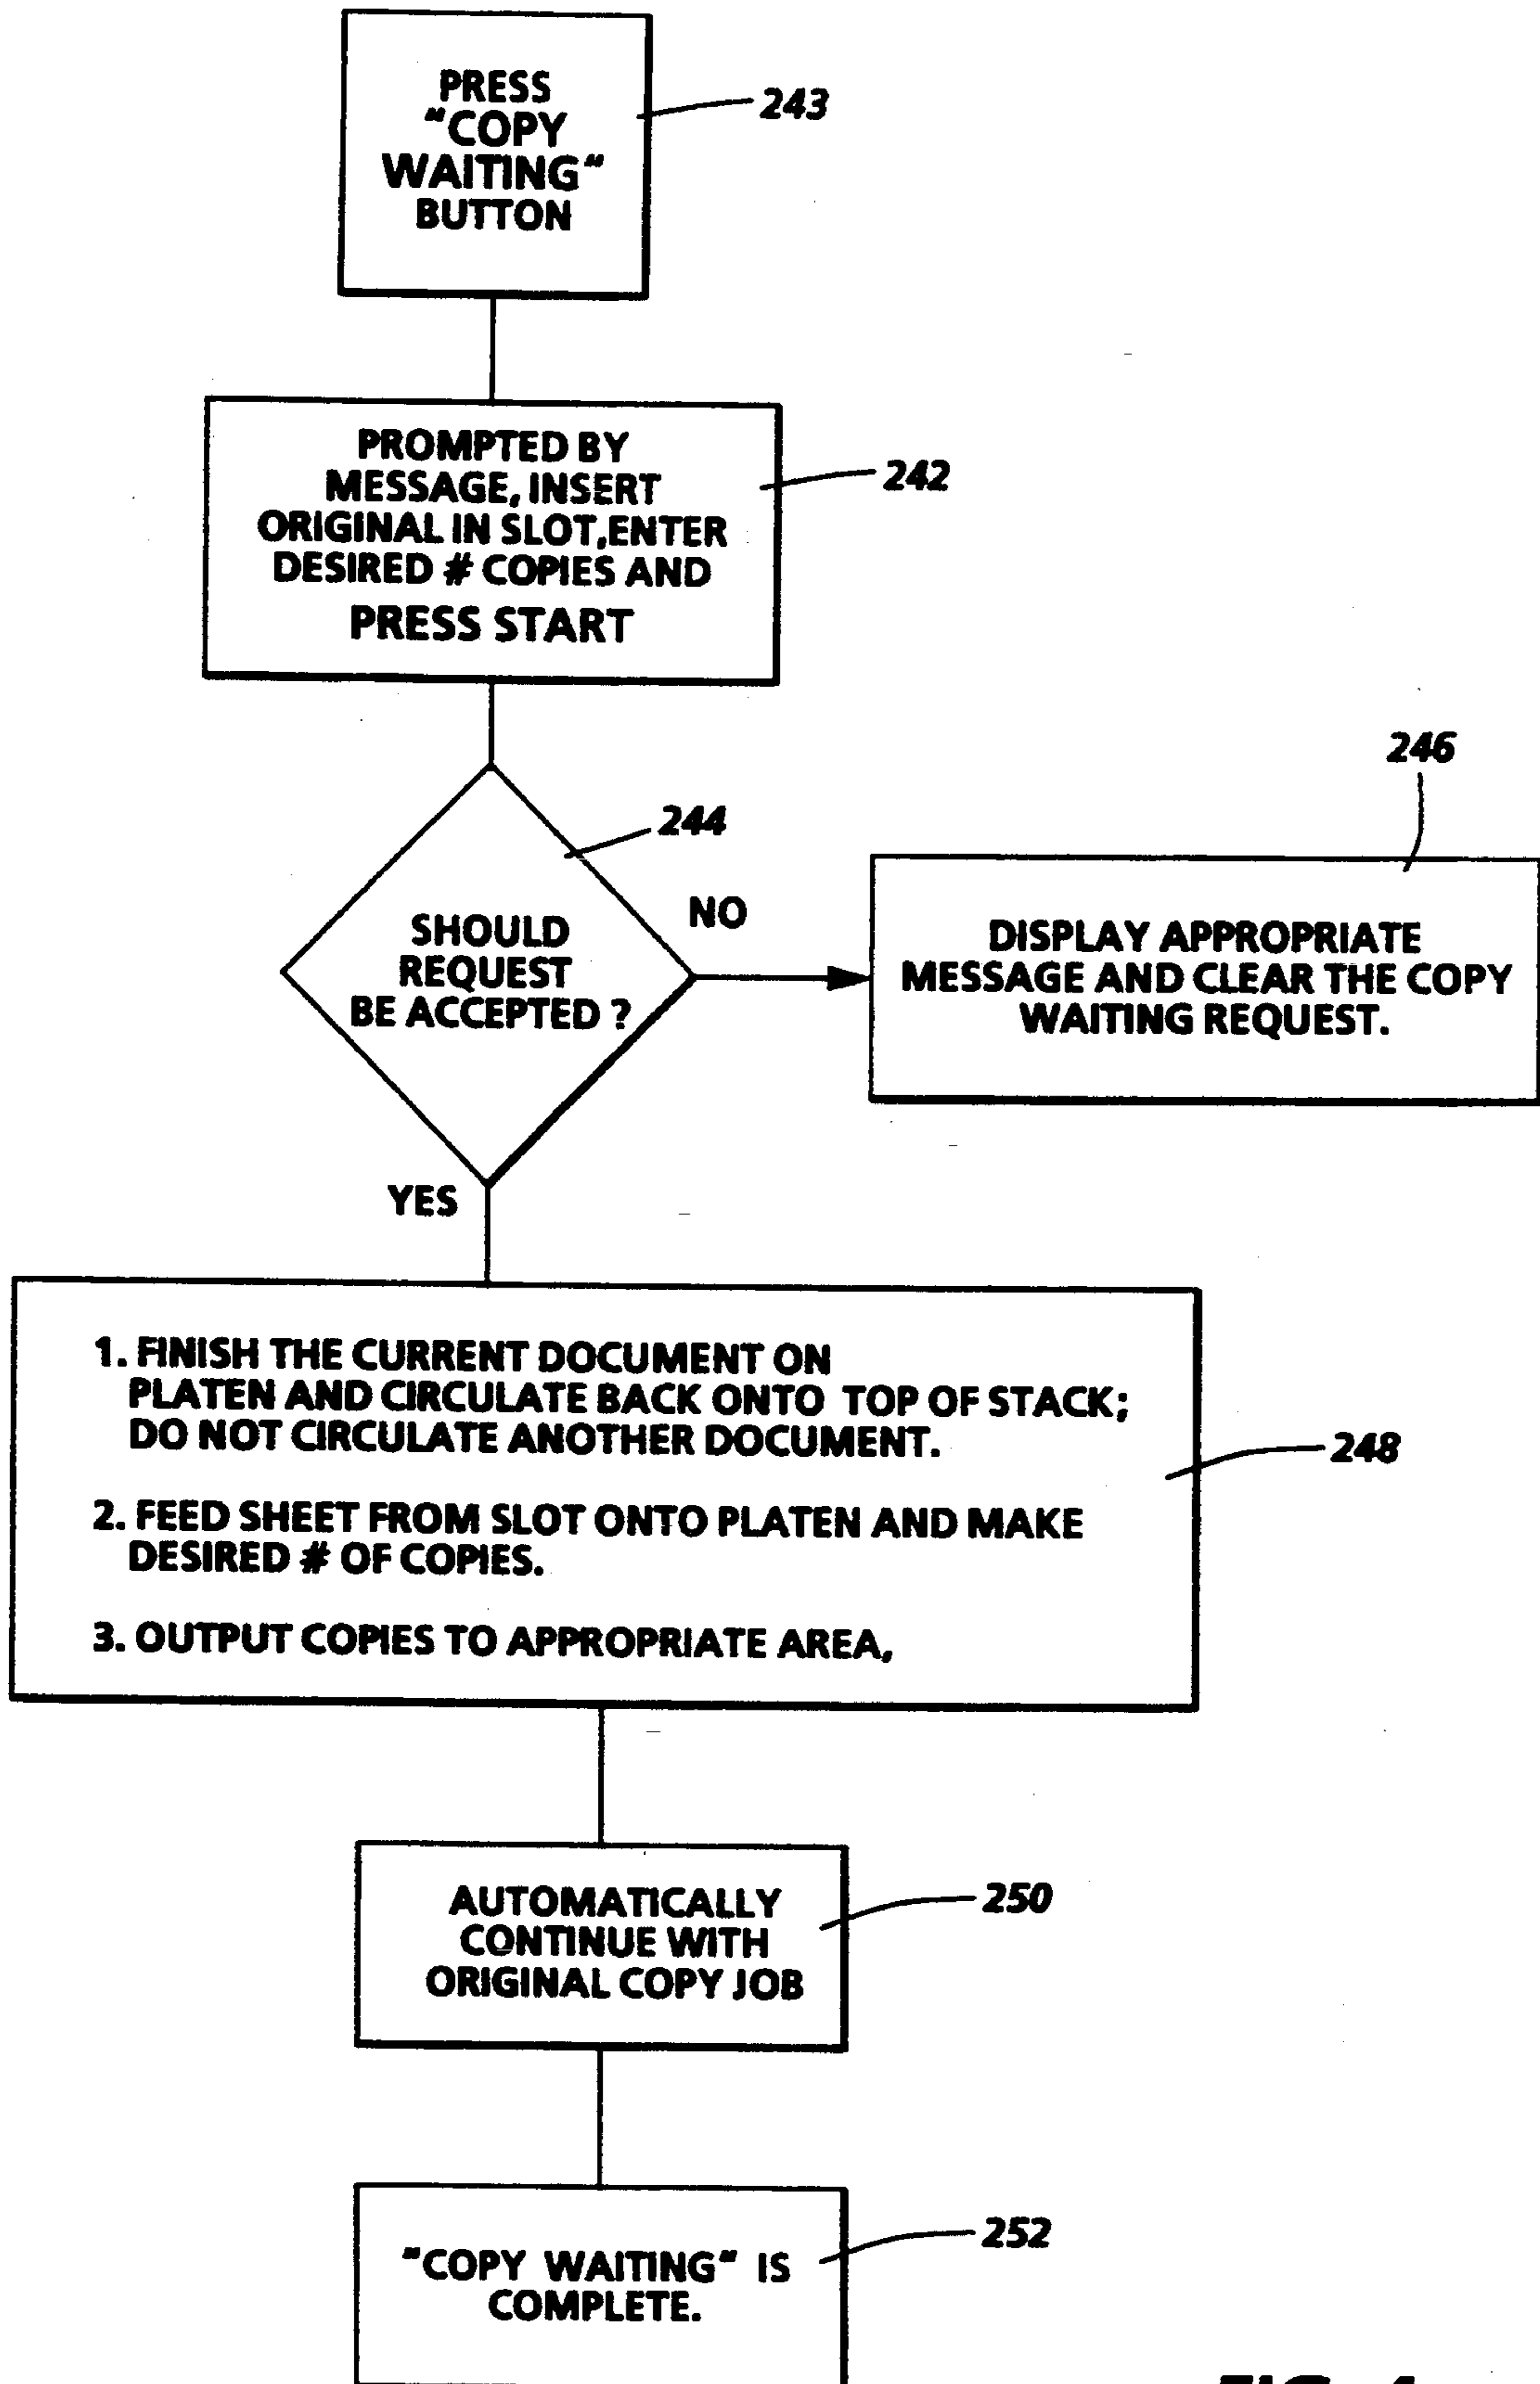 PRESS
"COPY
WAITING"
BUTTON
243
PROMPTED BY
MESSAGE, INSERT
ORIGINAL IN SLOT,ENTER
DESIRED # COPIES AND
PRESS START
242
244
SHOULD
REQUEST
BE ACCEPTED ?
NO
246
DISPLAY APPROPRIATE
MESSAGE AND CLEAR THE COPY
WAITING REQUEST.
YES
1. FINISH THE CURRENT DOCUMENT ON
PLATEN AND CIRCULATE BACK ONTO TOP OF STACK;
DO NOT CIRCULATE ANOTHER DOCUMENT.
2. FEED SHEET FROM SLOT ONTO PLATEN AND MAKE
DESIRED # OF COPIES.
3. OUTPUT COPIES TO APPROPRIATE AREA,
248
AUTOMATICALLY
CONTINUE WITH
ORIGINAL COPY JOB
250
"COPY WAITING" IS
COMPLETE.
252